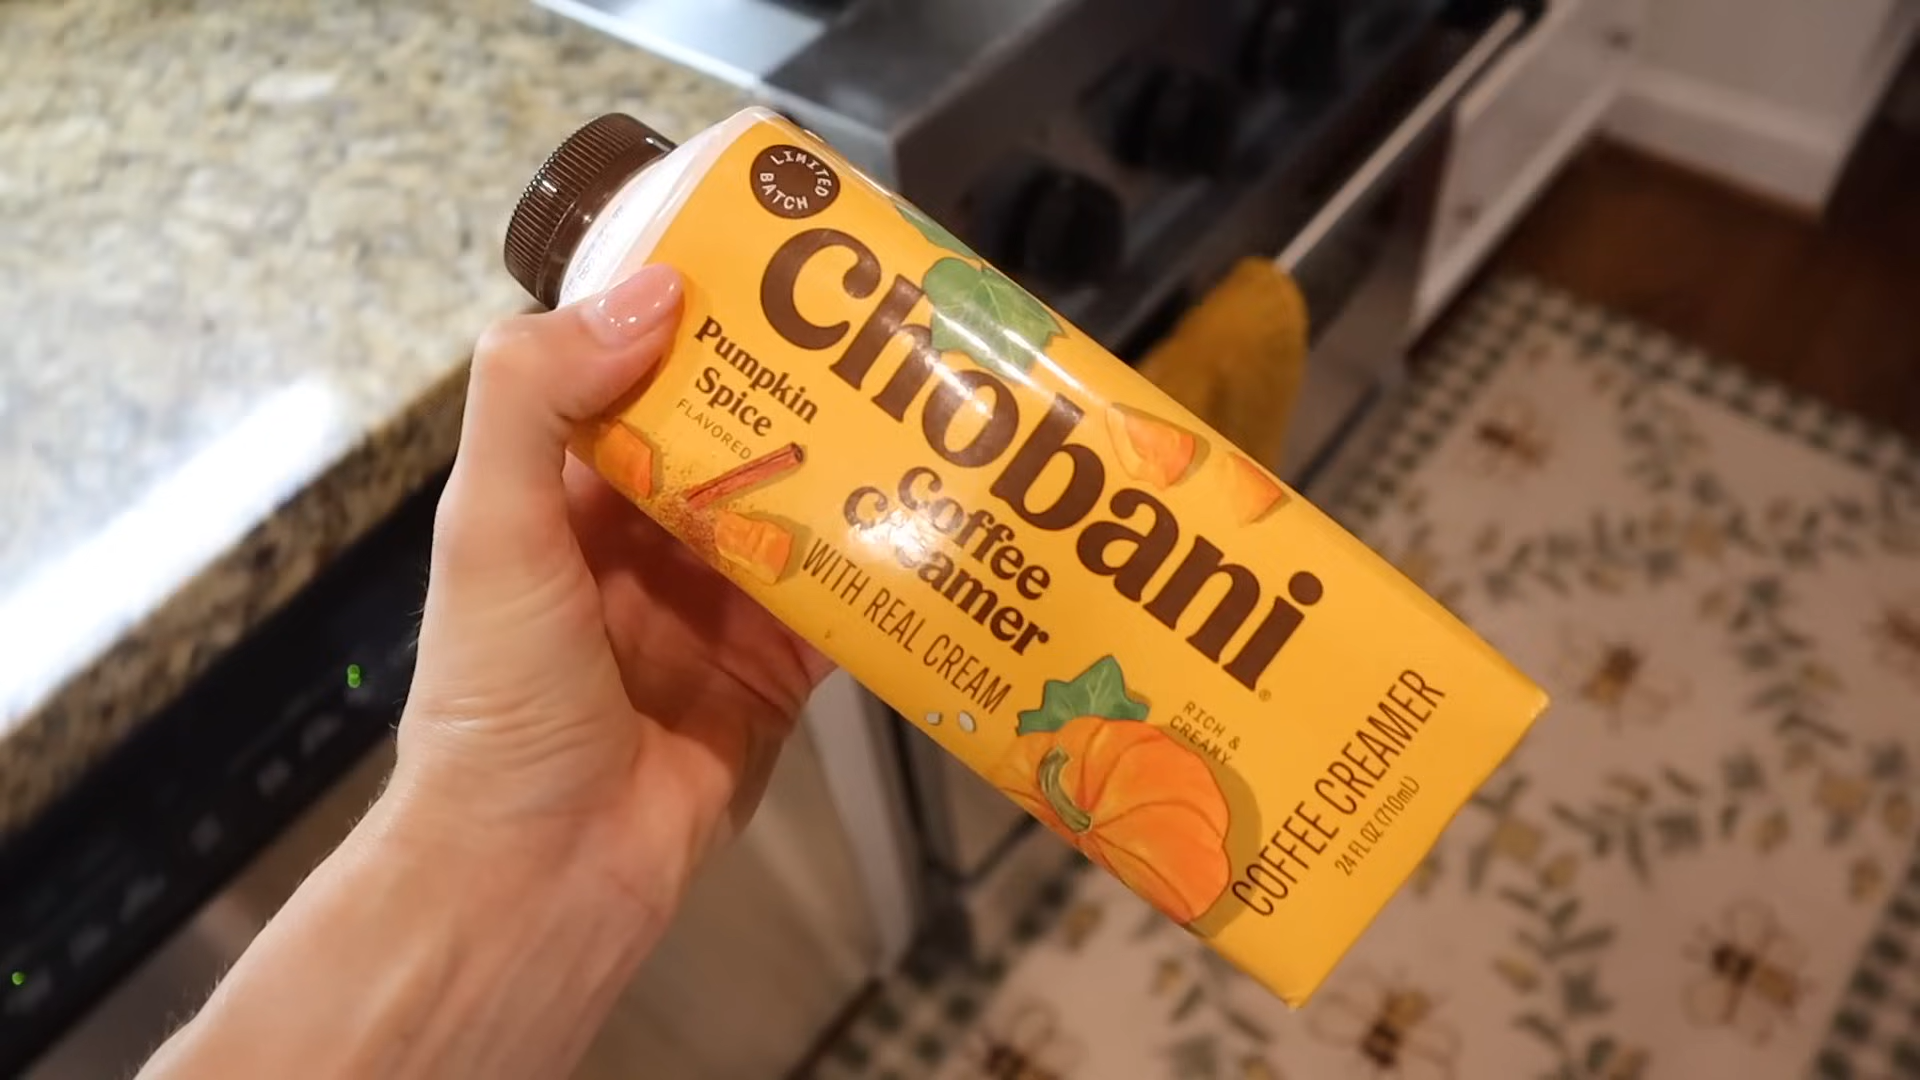 LIMITED
BATCH
Chobani®
Pumpkin
Spice
FLAVORED
Coffee
Creamer
WITH REAL CREAM
RICH &
CREAMY
COFFEE CREAMER
24 FL OZ (710mL)